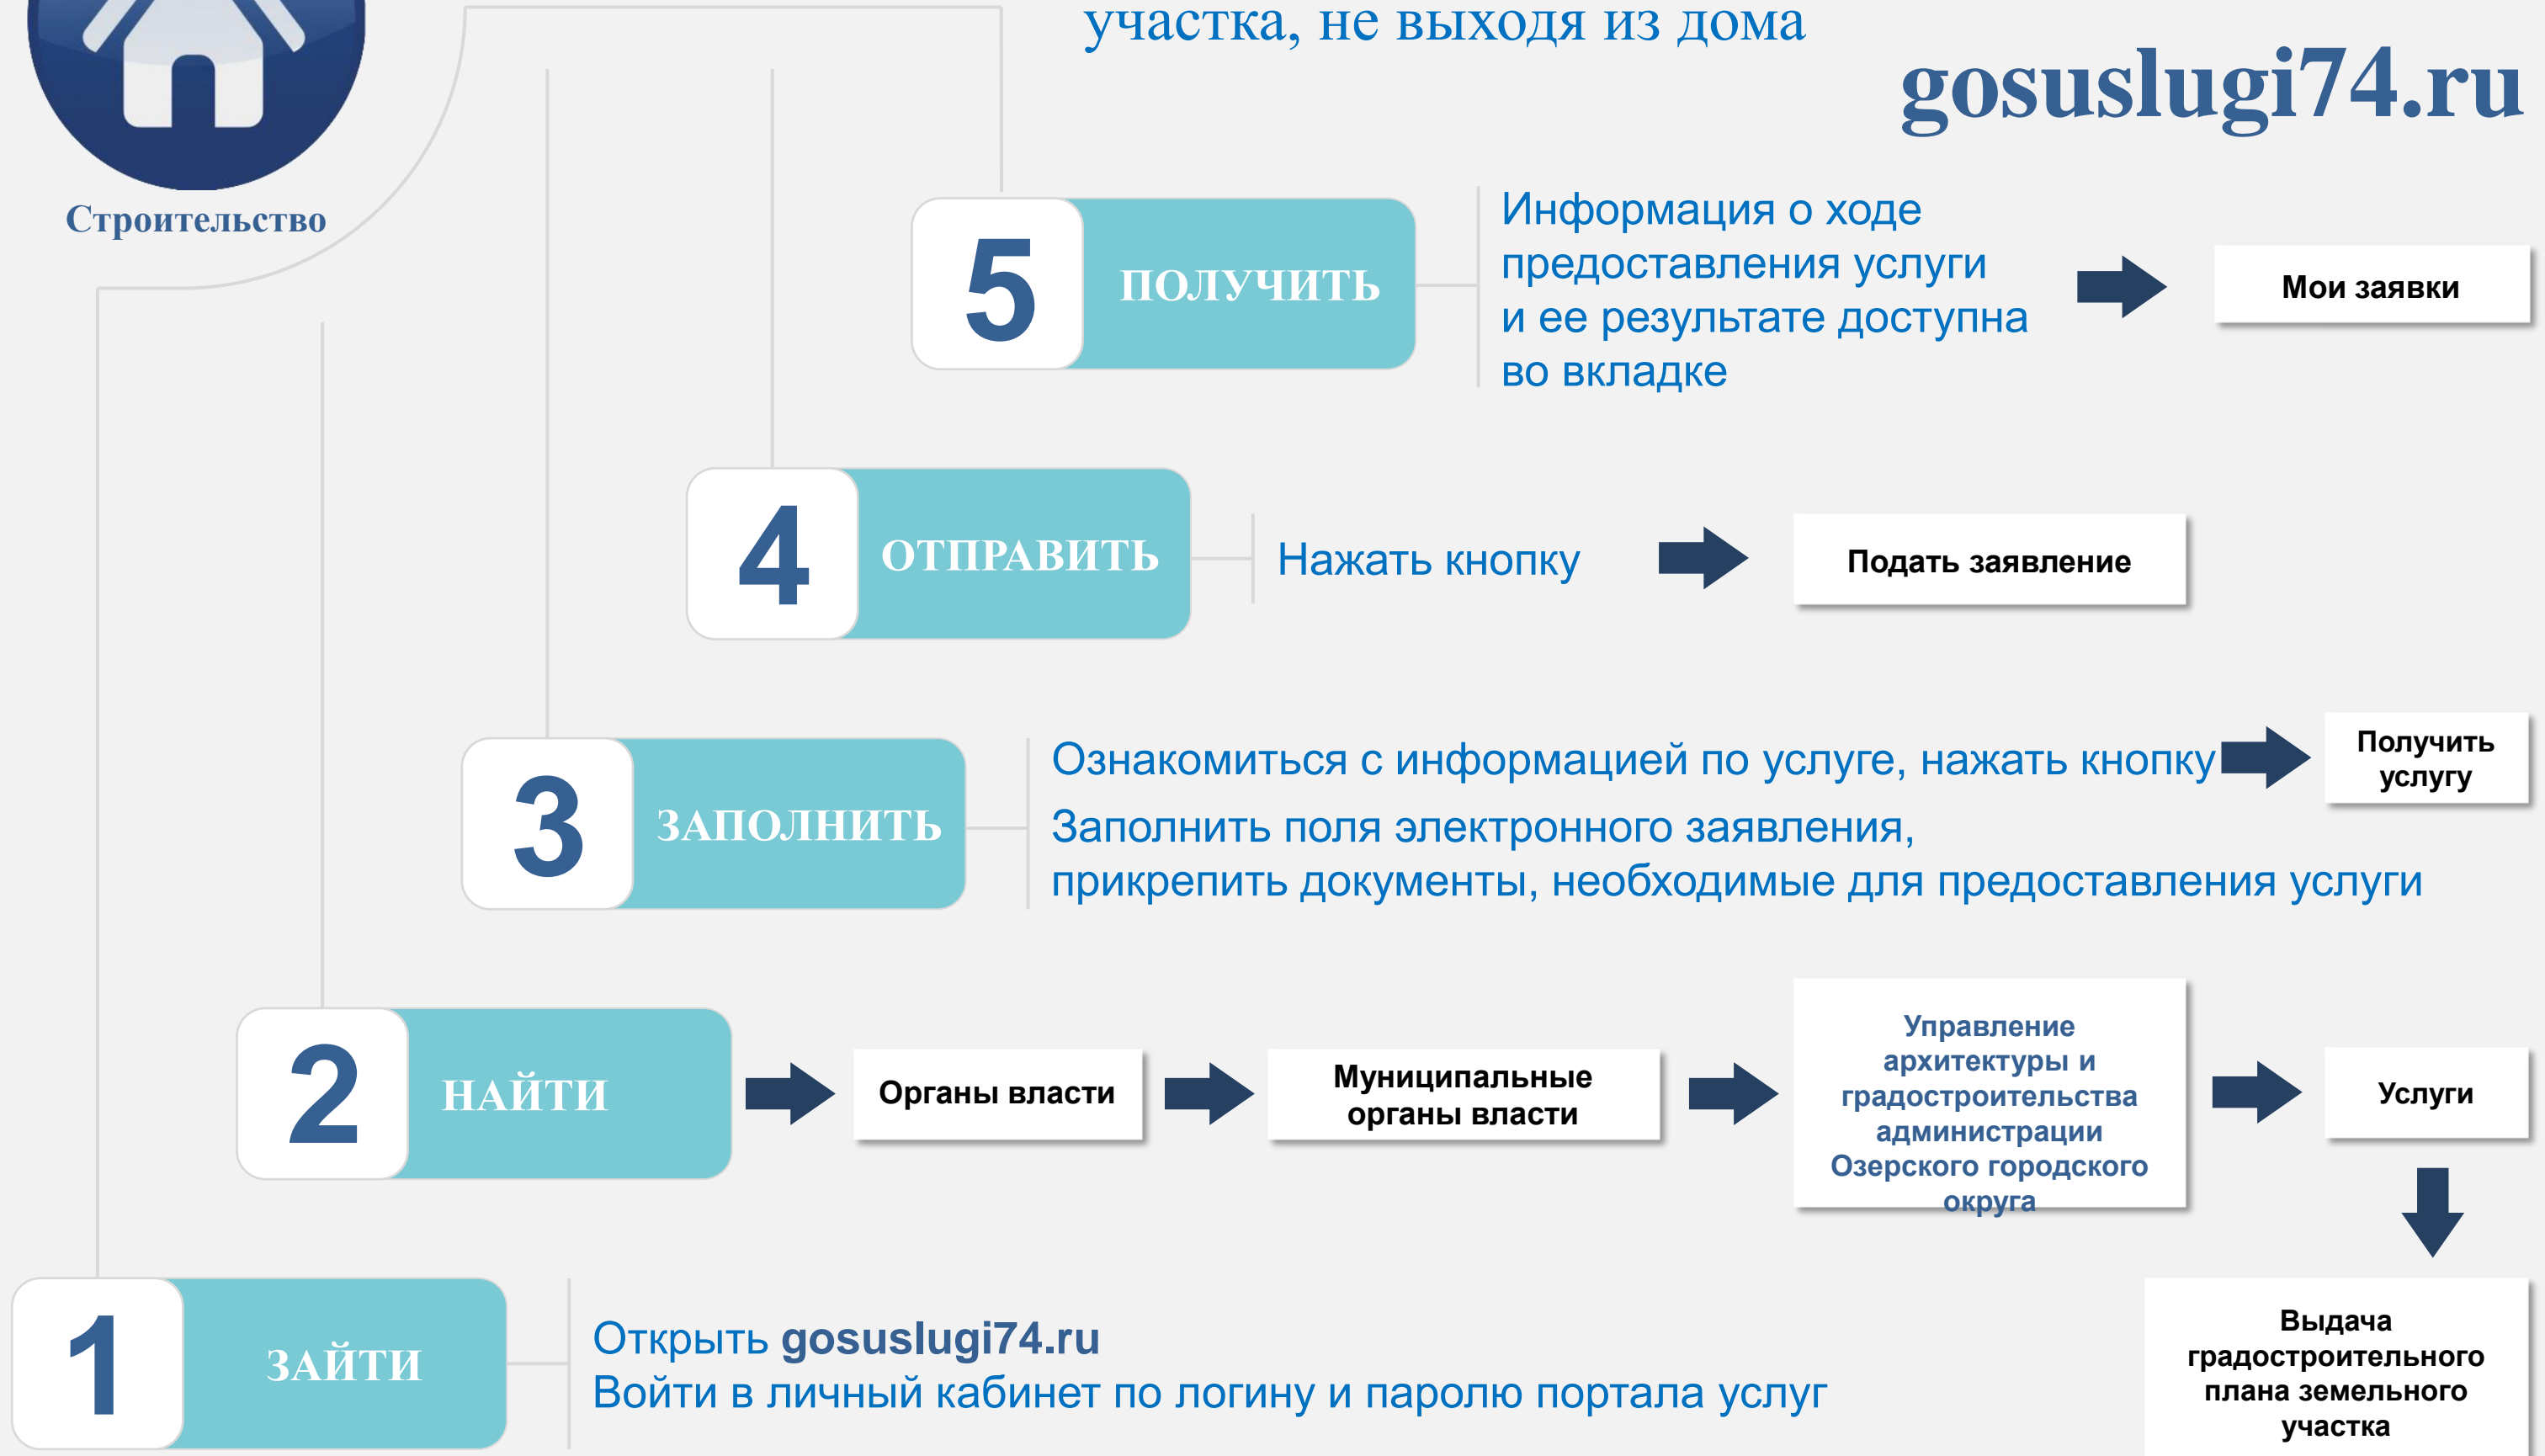 участка, не выходя из дома
gosuslugi74.ru
Строительство
5
ПОЛУЧИТЬ
Информация о ходе
предоставления услуги
и ее результате доступна
во вкладке
Мои заявки
4
ОТПРАВИТЬ
Нажать кнопку
Подать заявление
3
ЗАПОЛНИТЬ
Ознакомиться с информацией по услуге, нажать кнопку
Получить
услугу
Заполнить поля электронного заявления,
прикрепить документы, необходимые для предоставления услуги
2
НАЙТИ
Органы власти
Муниципальные
органы власти
Управление
архитектуры и
градостроительства
администрации
Озерского городского
округа
Услуги
Выдача
градостроительного
плана земельного
участка
1
ЗАЙТИ
Открыть gosuslugi74.ru
Войти в личный кабинет по логину и паролю портала услуг